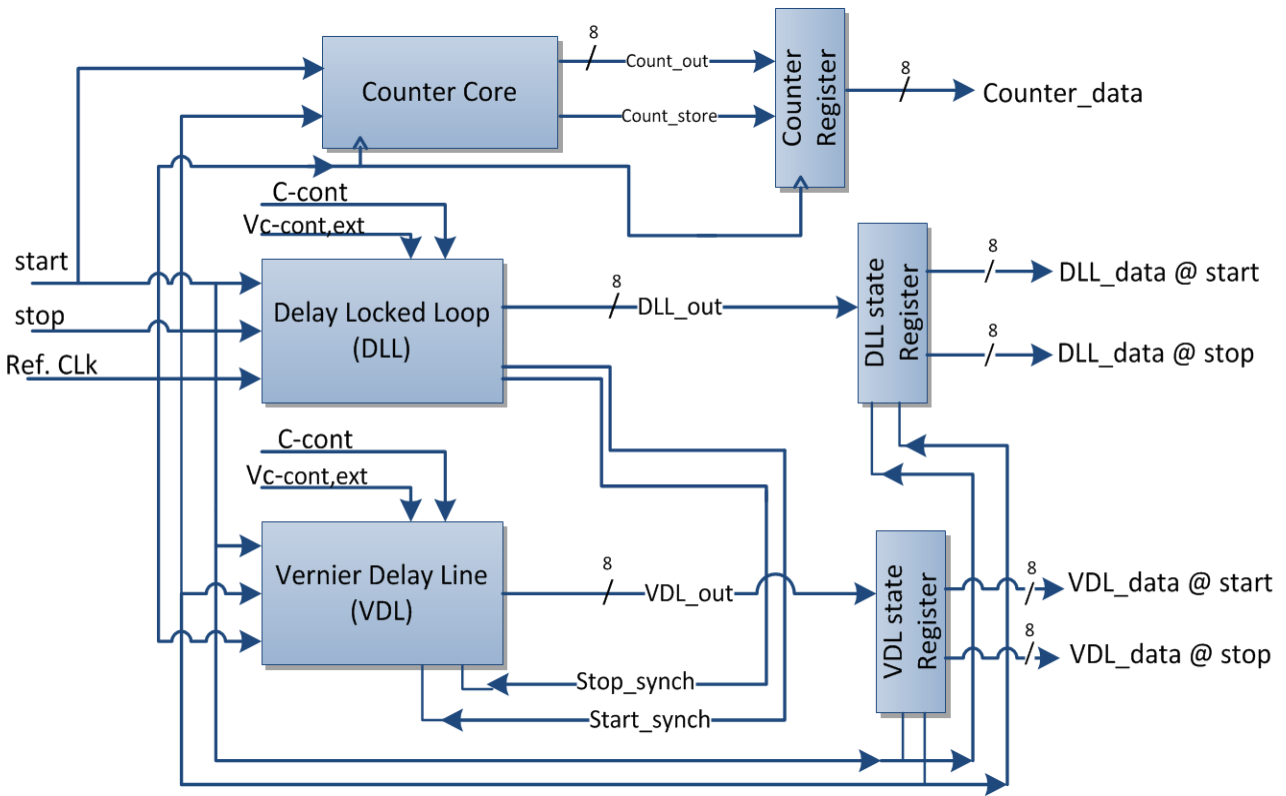 8
Count_out
Counter Core
Count_store
Counter
Register
8
Counter_data
C-cont
Vc-cont,ext
start
stop
Ref. CLk
Delay Locked Loop
(DLL)
8
DLL_out
DLL state
Register
8
DLL_data @ start
8
DLL_data @ stop
C-cont
Vc-cont,ext
Vernier Delay Line
(VDL)
8
VDL_out
VDL state
Register
8
VDL_data @ start
8
VDL_data @ stop
Stop_synch
Start_synch